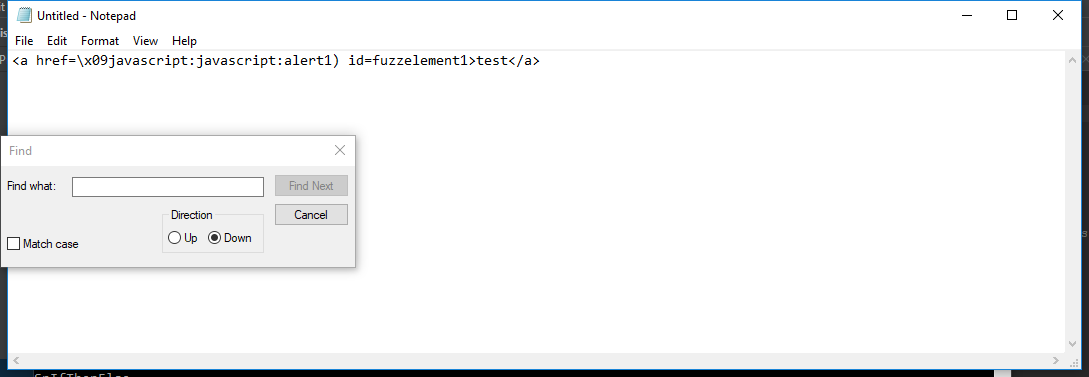 Untitled - Notepad
File Edit Format View Help
<a href=\x09javascript:javascript:alert1) id=fuzzelement1>test</a>
Find
Find what: Find Next
Direction Cancel
Up Down
Match case